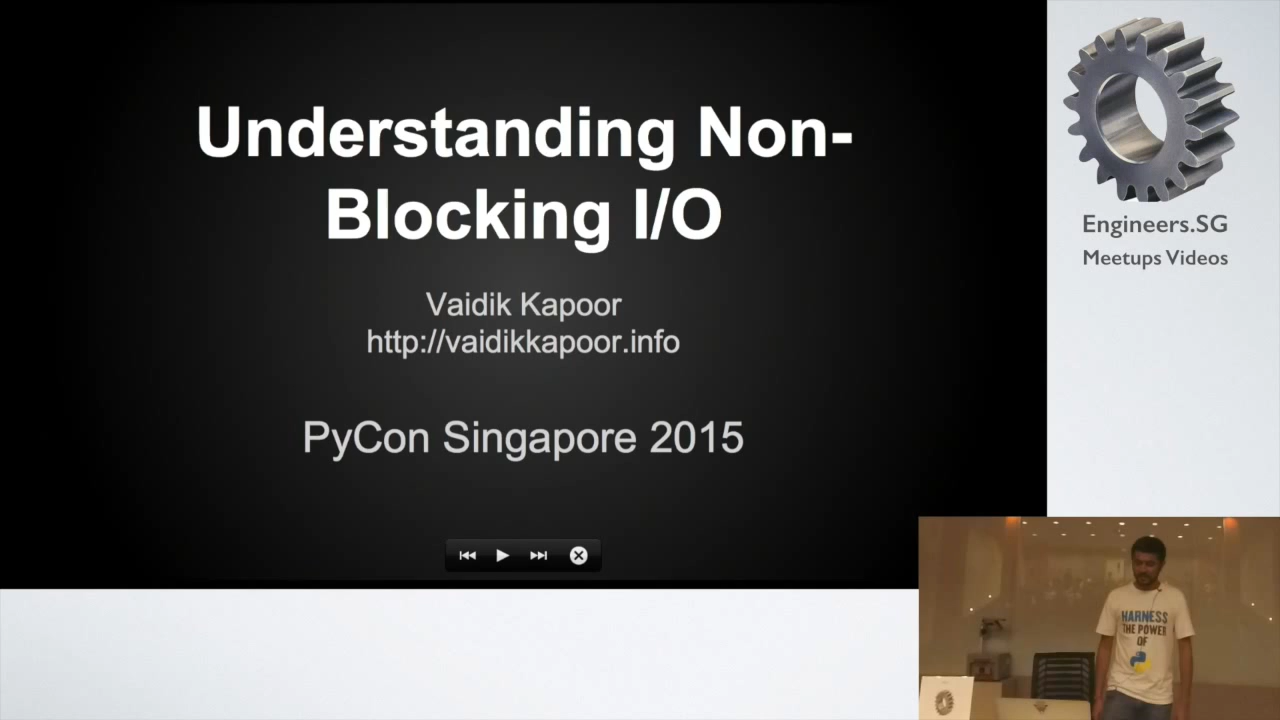 Understanding Non-
Blocking I/O
Vaidik Kapoor
http://vaidikkapoor.info
PyCon Singapore 2015
Engineers.SG
Meetups Videos
HARNESS
THE POWER
OF